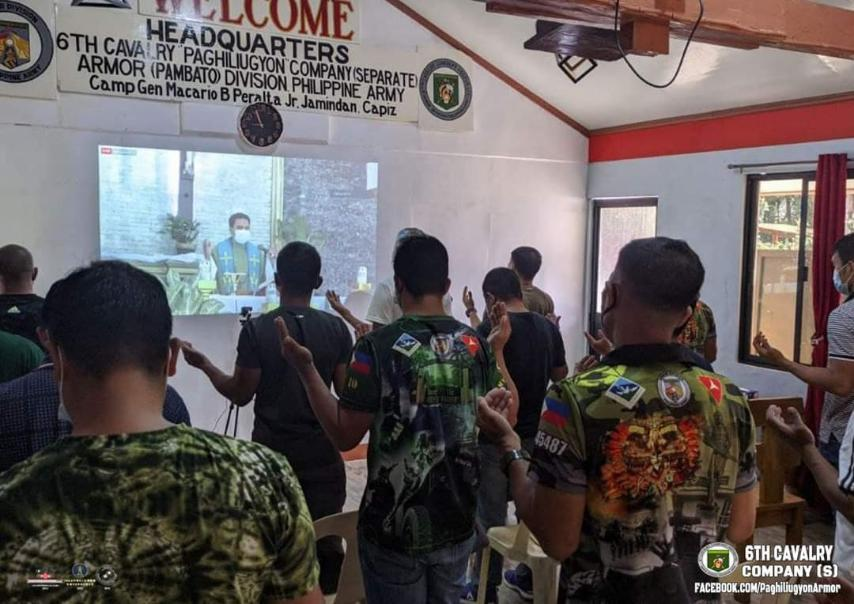 WELCOME
HEADQUARTERS
6TH CAVALRY "PAGHILIUGYON" COMPANY (SEPARATE)
ARMOR (PAMBATO) DIVISION, PHILIPPINE ARMY
Camp Gen Macario B Peralta Jr, Jamindan, Capiz
10
45487
6TH CAVALRY
COMPANY (S)
FACEBOOK.COM/PaghiliugyonArmor